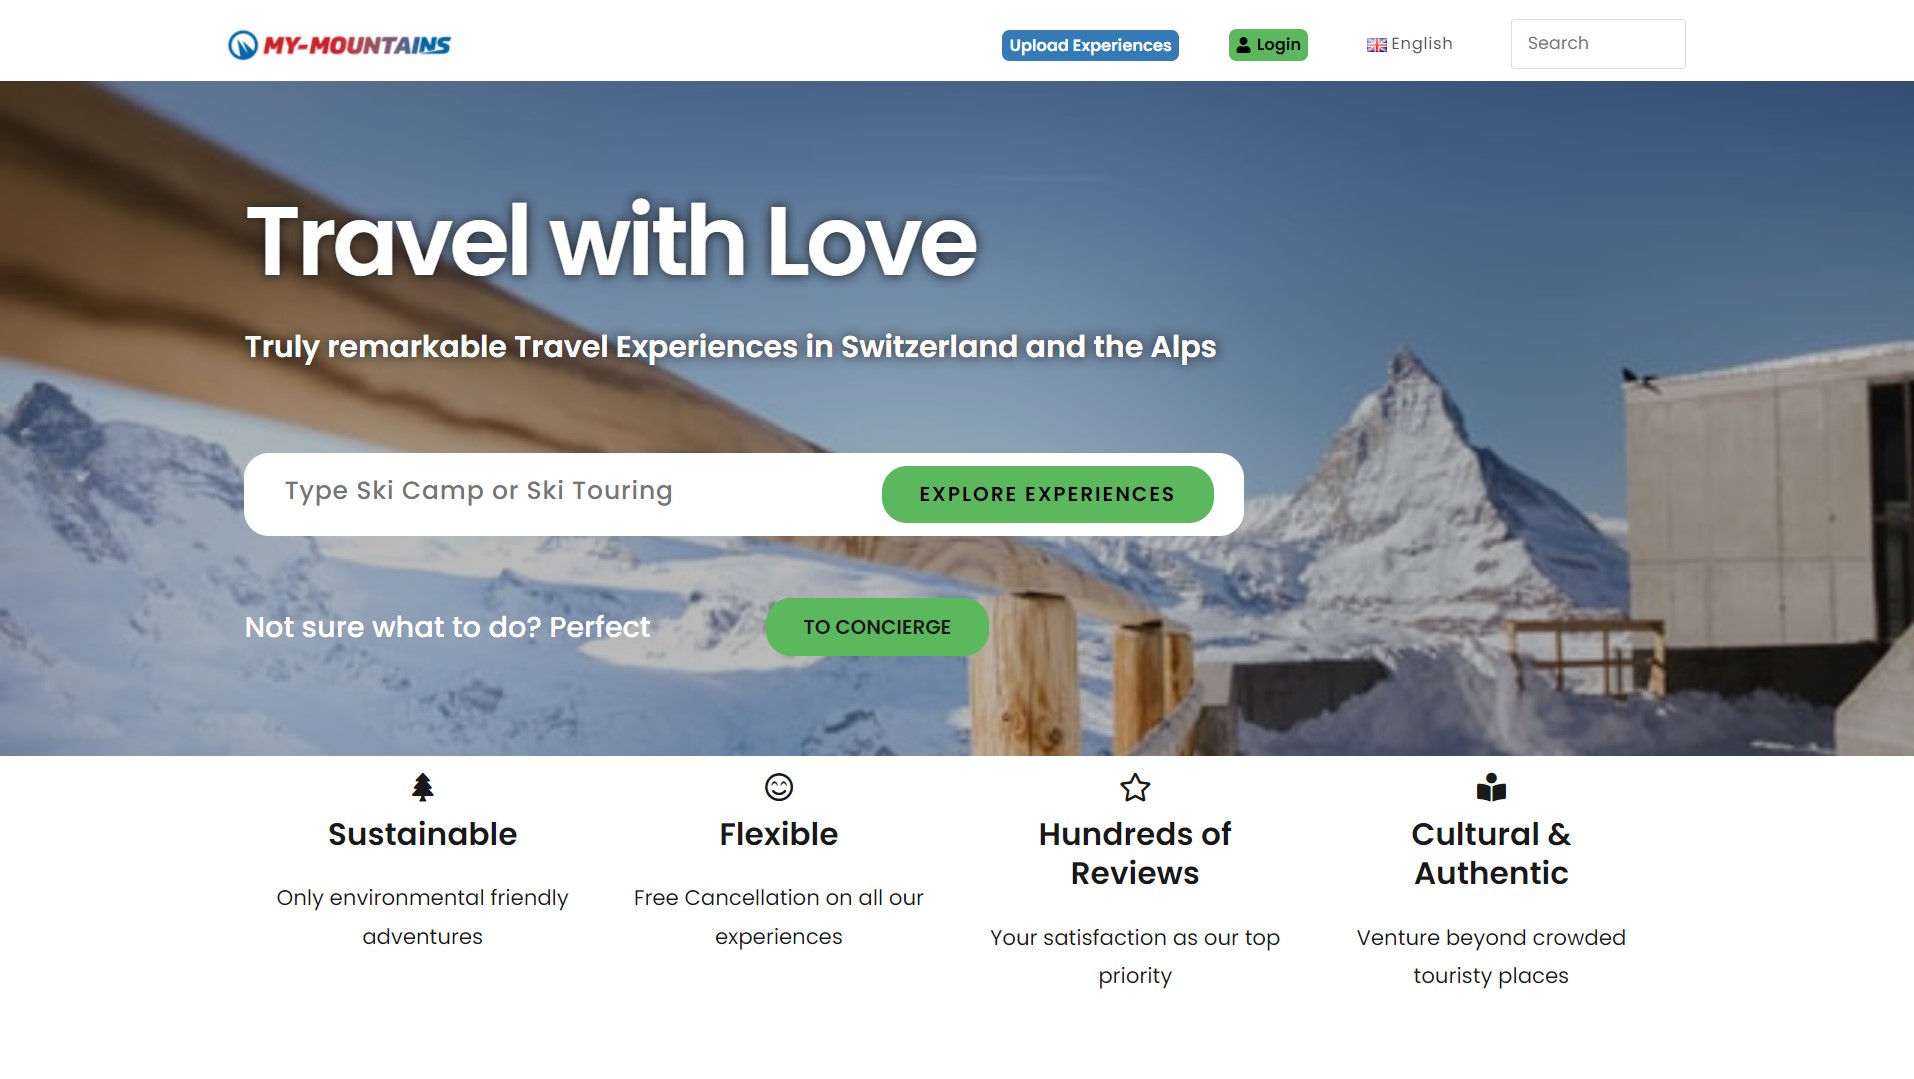 MY-MOUNTAINS
Upload Experiences
Login
English
Search
Travel with Love
Truly remarkable Travel Experiences in Switzerland and the Alps
Type Ski Camp or Ski Touring
EXPLORE EXPERIENCES
Not sure what to do? Perfect
TO CONCIERGE
Sustainable
Only environmental friendly
adventures
Flexible
Free Cancellation on all our
experiences
Hundreds of
Reviews
Your satisfaction as our top
priority
Cultural &
Authentic
Venture beyond crowded
touristy places